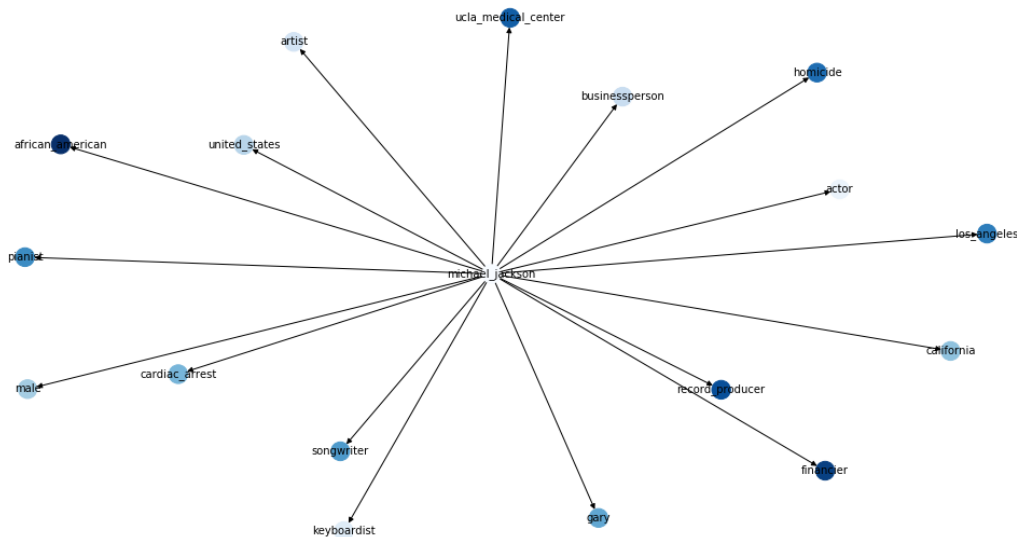 ucla_medical_center
artist
homicide
businessperson
african_american
united_states
actor
los_angeles
pianist
michael_jackson
california
cardiac_arrest
male
record_producer
songwriter
financier
gary
keyboardist